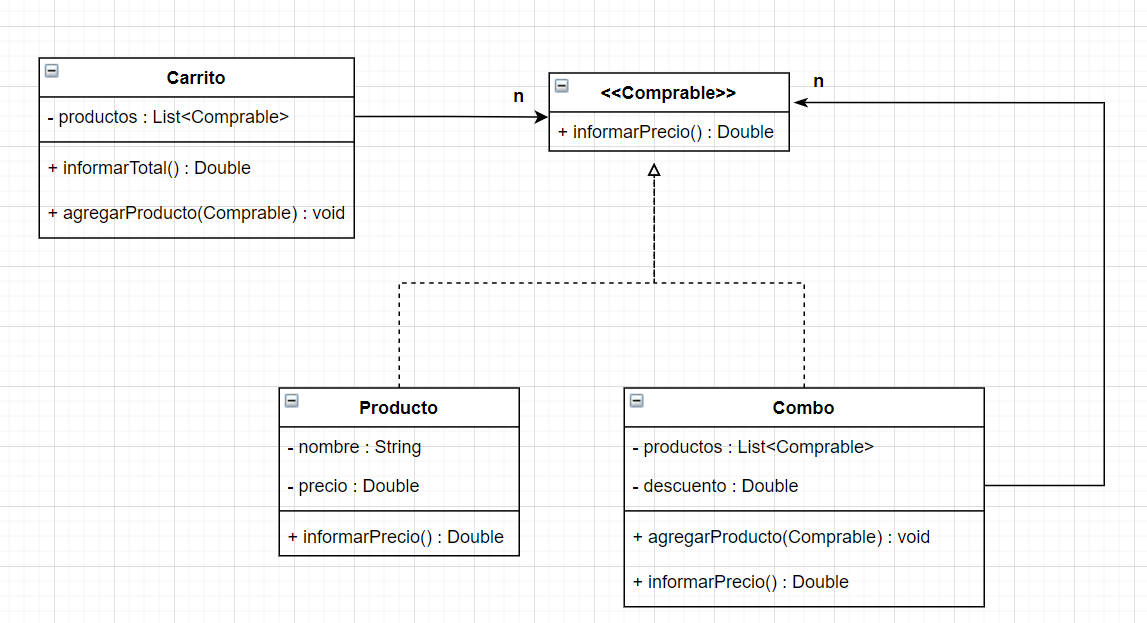 Carrito
- productos : List<Comprable>
+ informarTotal() : Double
+ agregarProducto(Comprable) : void
n
<<Comprable>>
+ informarPrecio() : Double
n
Producto
- nombre : String
- precio : Double
+ informarPrecio() : Double
Combo
- productos : List<Comprable>
- descuento : Double
+ agregarProducto(Comprable) : void
+ informarPrecio() : Double